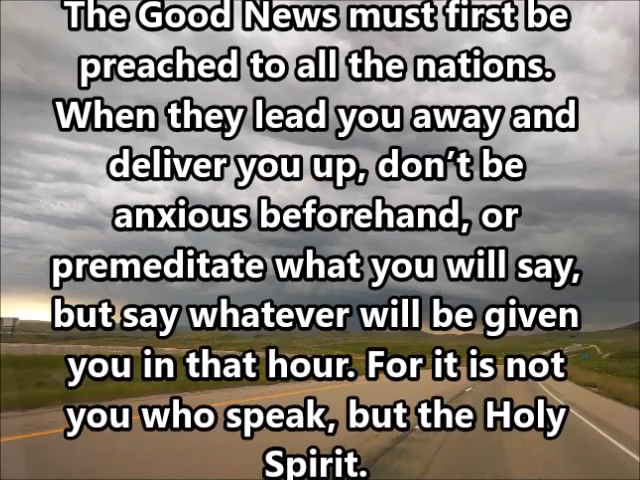 The Good News must first be
preached to all the nations.
When they lead you away and
deliver you up, don’t be
anxious beforehand, or
premeditate what you will say,
but say whatever will be given
you in that hour. For it is not
you who speak, but the Holy
Spirit.